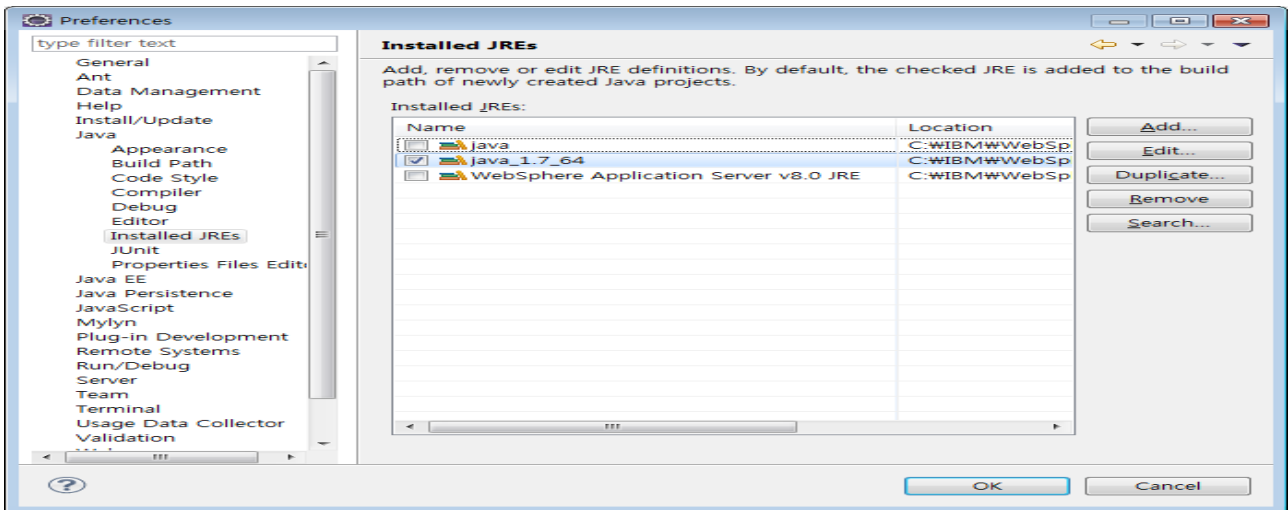 Preferences
type filter text
General
Ant
Data Management
Help
Install/Update
Java
Appearance
Build Path
Code Style
Compiler
Debug
Editor
Installed JREs
JUnit
Properties Files Edit
Java EE
Java Persistence
JavaScript
Mylyn
Plug-in Development
Remote Systems
Run/Debug
Server
Team
Terminal
Usage Data Collector
Validation
Installed JREs
Add, remove or edit JRE definitions. By default, the checked JRE is added to the build
path of newly created Java projects.
Installed JREs:
Name Location
java C:₩IBM₩WebSp
java_1.7_64 C:₩IBM₩WebSp
WebSphere Application Server v8.0 JRE C:₩IBM₩WebSp
Add...
Edit...
Duplicate...
Remove
Search...
?
OK Cancel